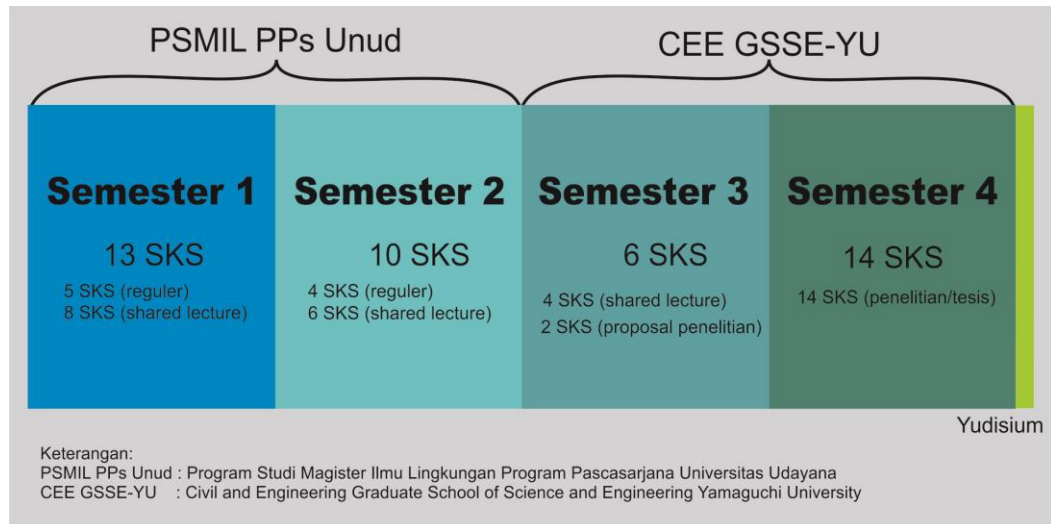 PSMIL PPs Unud
CEE GSSE-YU
Semester 1
13 SKS
5 SKS (reguler)
8 SKS (shared lecture)
Semester 2
10 SKS
4 SKS (reguler)
6 SKS (shared lecture)
Semester 3
6 SKS
4 SKS (shared lecture)
2 SKS (proposal penelitian)
Semester 4
14 SKS
14 SKS (penelitian/tesis)
Yudisium
Keterangan:
PSMIL PPs Unud : Program Studi Magister Ilmu Lingkungan Program Pascasarjana Universitas Udayana
CEE GSSE-YU : Civil and Engineering Graduate School of Science and Engineering Yamaguchi University